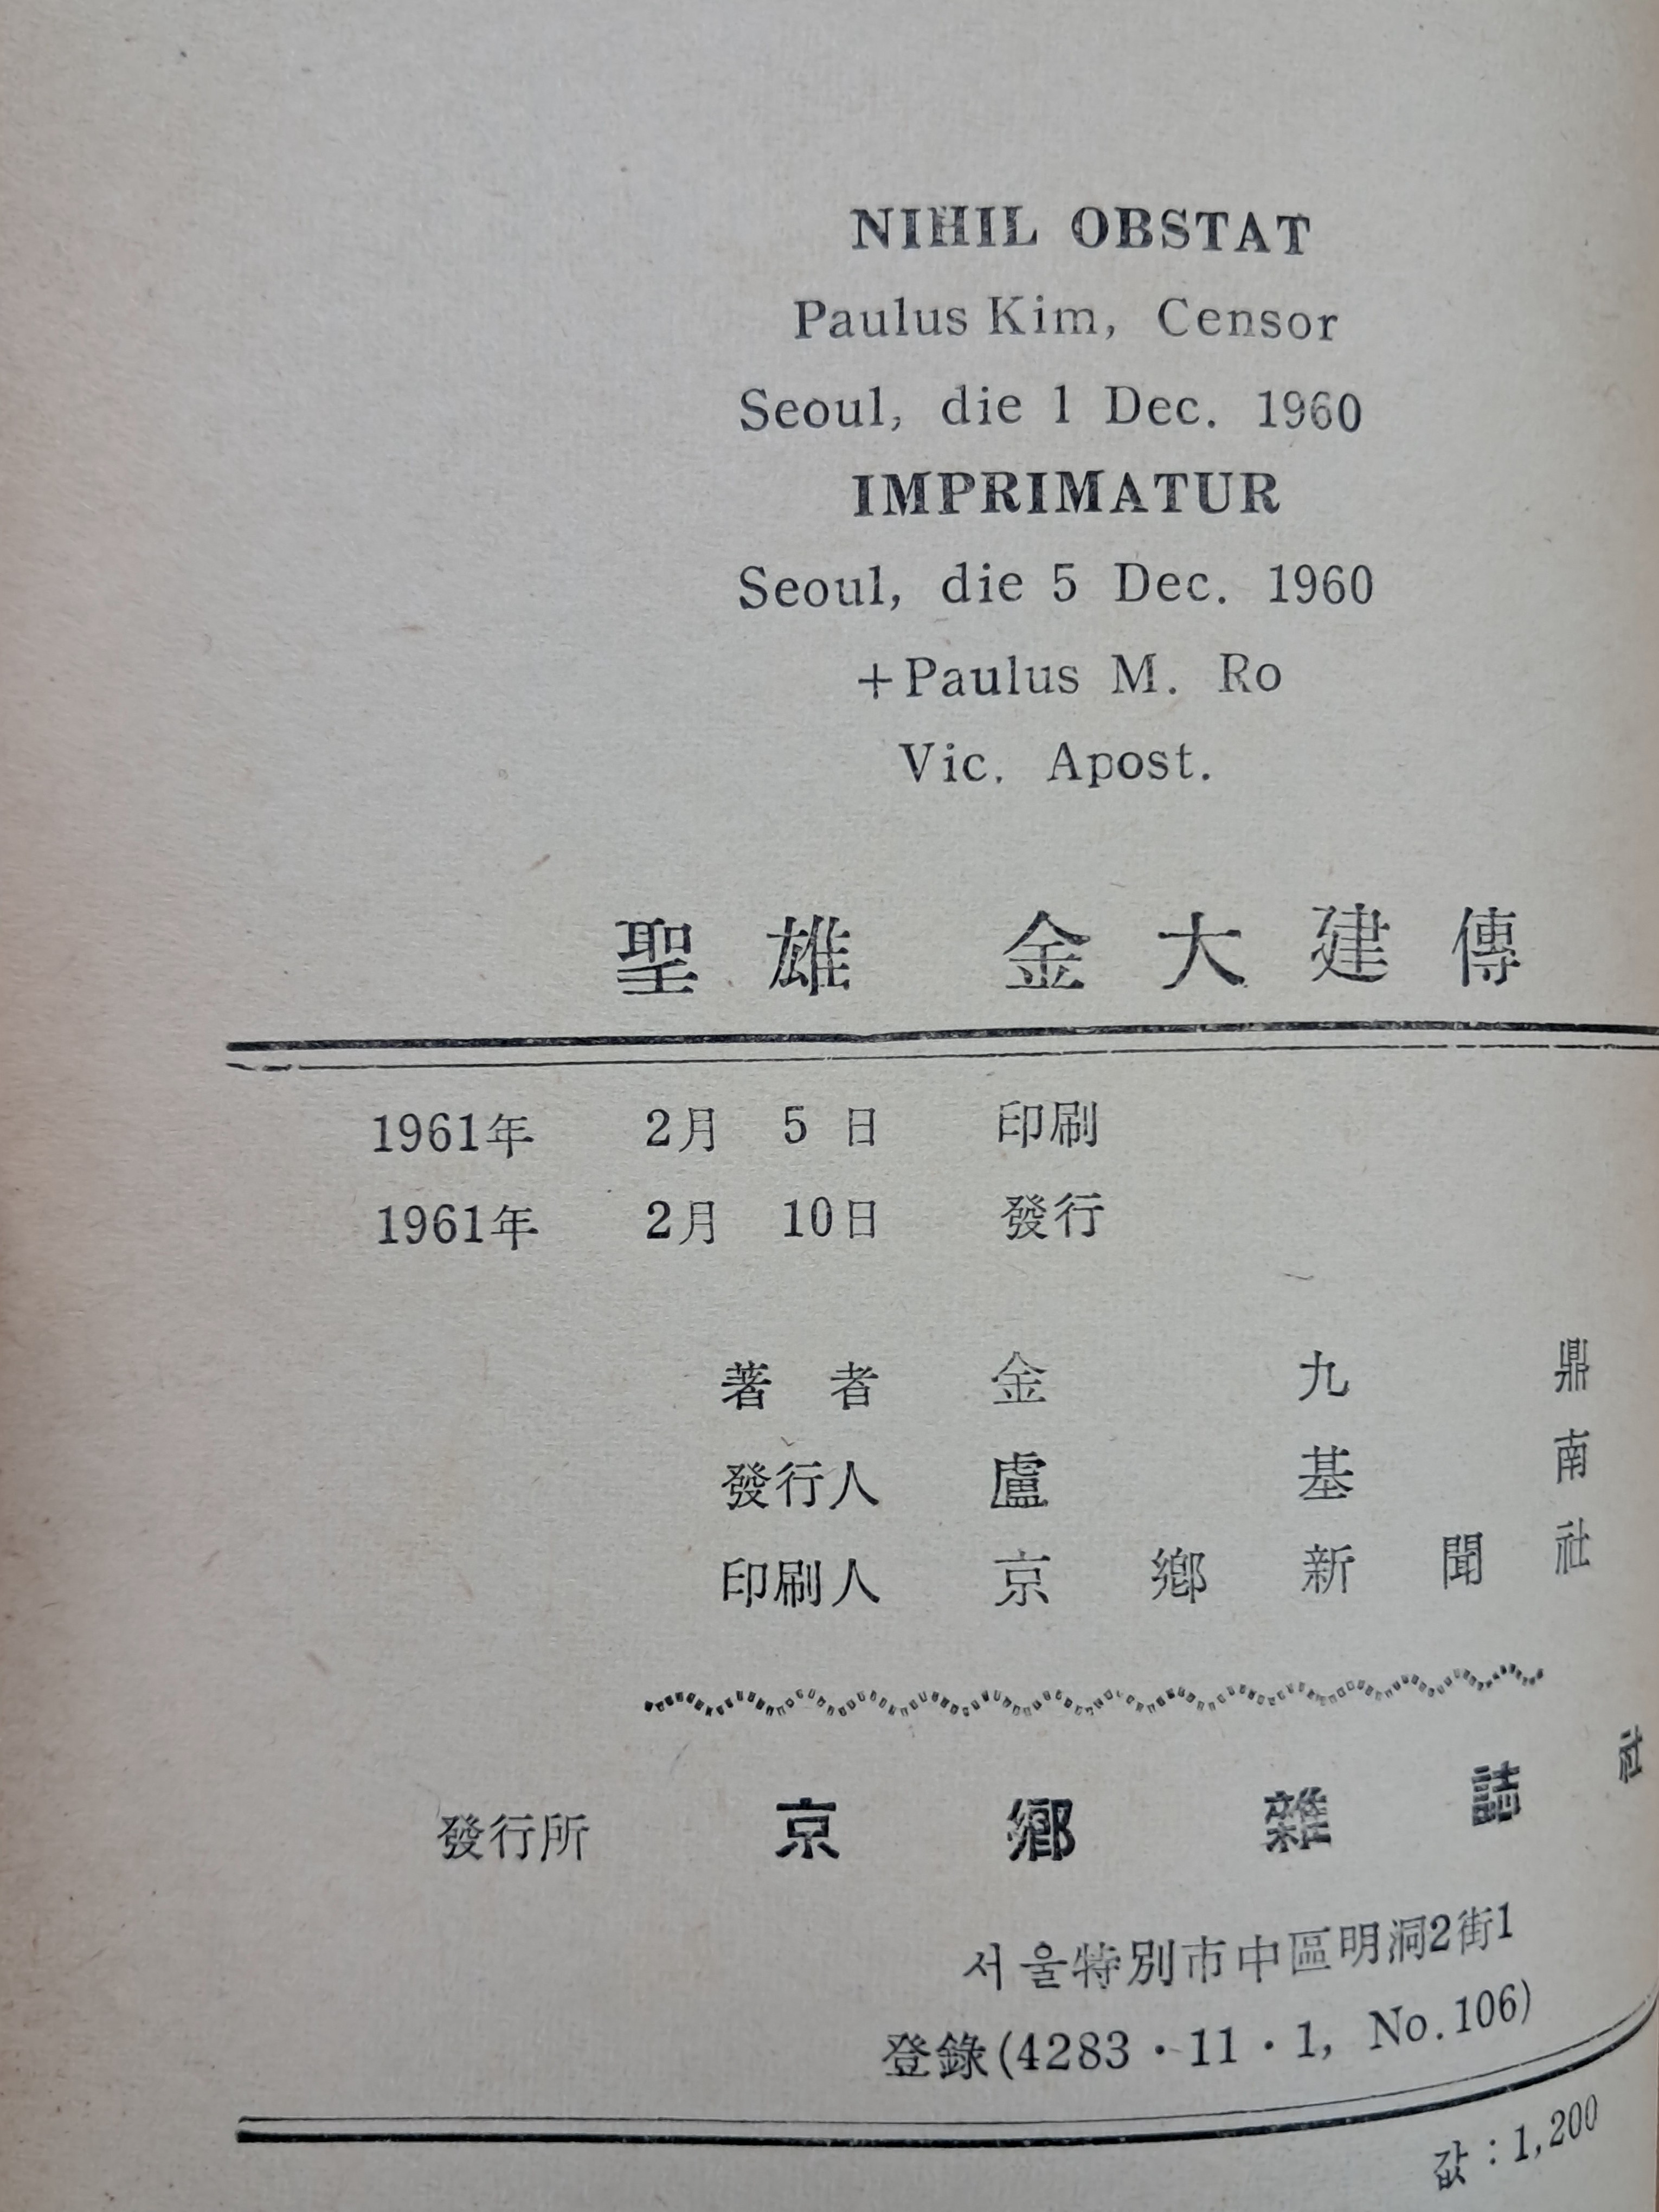 NIHIL OBSTAT
Paulus Kim, Censor
Seoul, die 1 Dec. 1960
IMPRIMATUR
Seoul, die 5 Dec. 1960
+Paulus M. Ro
Vic. Apost.
聖雄 金大建傳
1961年 2月 5日 印刷
1961年 2月 10日 發行
著者 金九鼎
發行人 盧基南
印刷人 京鄕新聞社
發行所 京鄕雜誌社
서울特別市中區明洞2街1
登錄(4283·11·1, No.106)
값 : 1,200